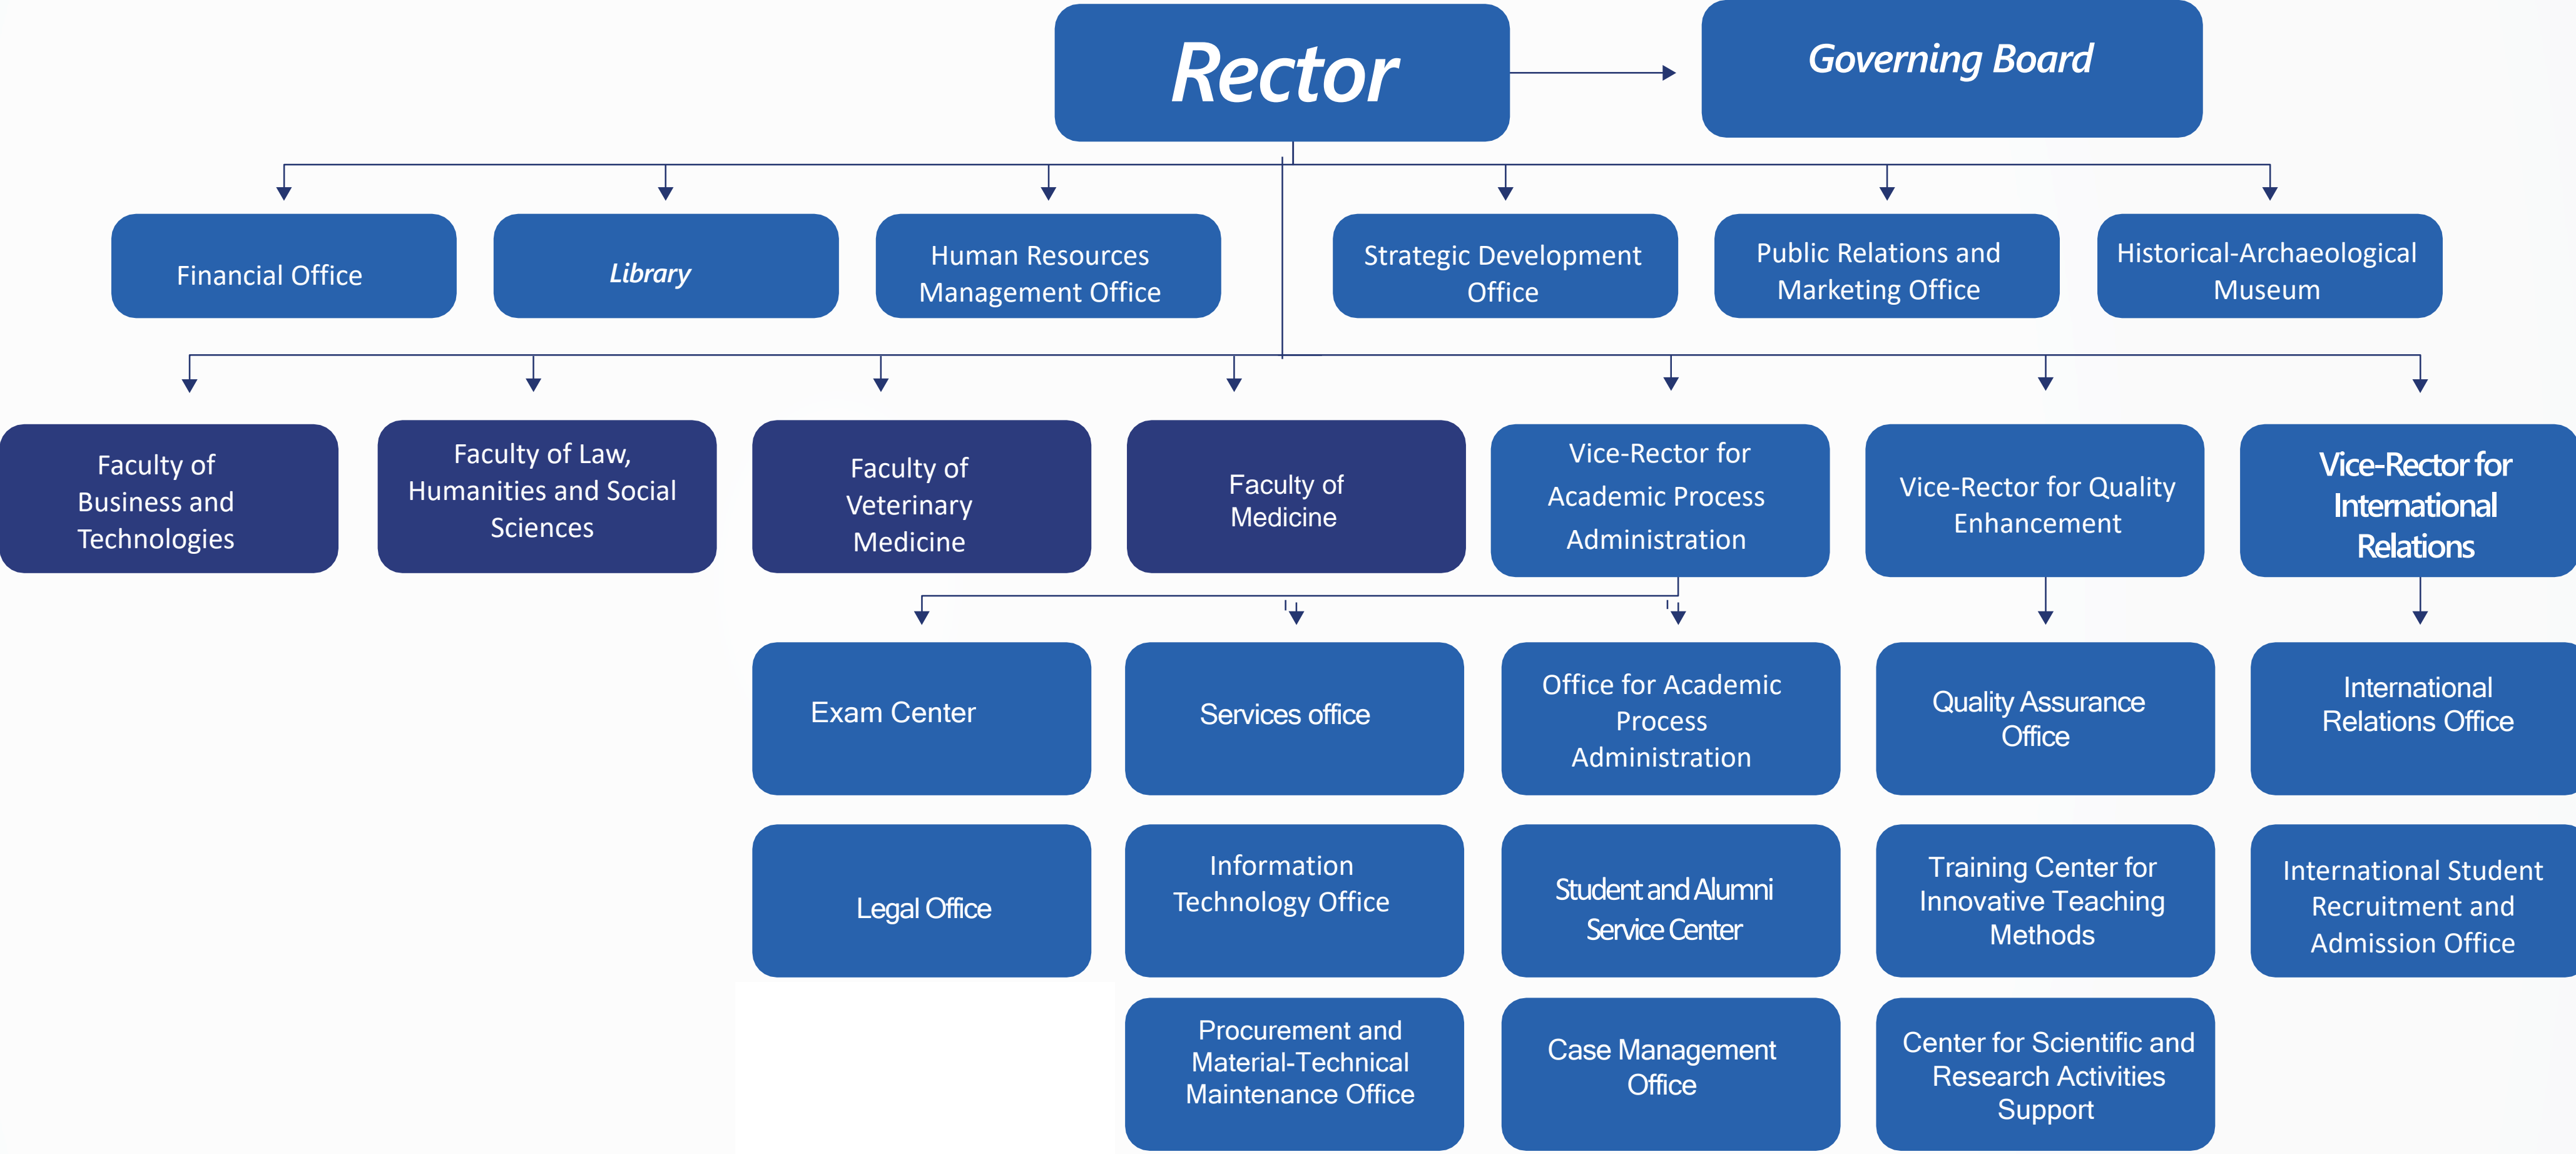 Rector
Governing Board
Financial Office
Library
Human Resources
Management Office
Strategic Development
Office
Public Relations and
Marketing Office
Historical-Archaeological
Museum
Faculty of
Business and
Technologies
Faculty of Law,
Humanities and Social
Sciences
Faculty of
Veterinary
Medicine
Faculty of
Medicine
Vice-Rector for
Academic Process
Administration
Vice-Rector for Quality
Enhancement
Vice-Rector for
International
Relations
Exam Center
Services office
Office for Academic
Process
Administration
Quality Assurance
Office
International
Relations Office
Legal Office
Information
Technology Office
Student and Alumni
Service Center
Training Center for
Innovative Teaching
Methods
International Student
Recruitment and
Admission Office
Procurement and
Material-Technical
Maintenance Office
Case Management
Office
Center for Scientific and
Research Activities
Support